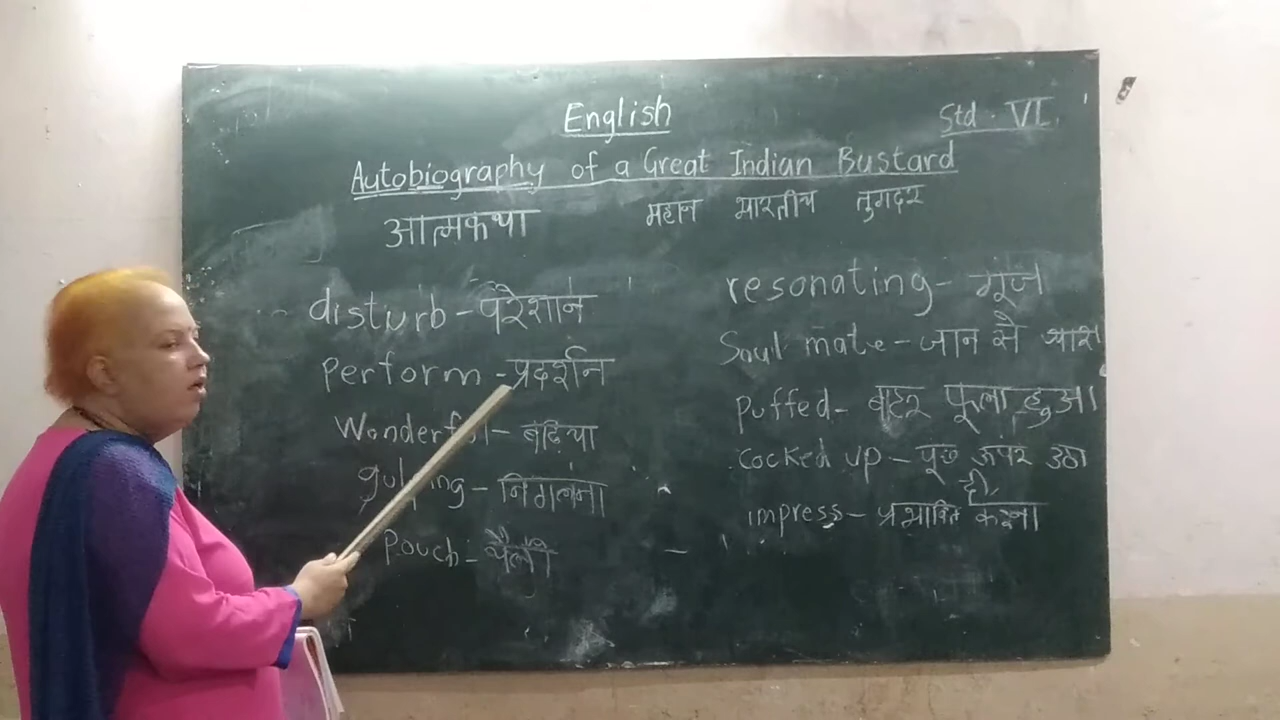 English
Std. VI.
Autobiography of a Great Indian Bustard
आत्मकथा महान भारतीय तुगदर
disturb - परेशान
perform - प्रदर्शन
Wonderful - बढ़िया
gulping - निगलना
Pouch - थैली
resonating - गूंज
Soul mate - जान से प्यारा
puffed - बाहर फूला हुआ
Cocked up - पूछ ऊपर उठा
हो,
impress - प्रभावित करना